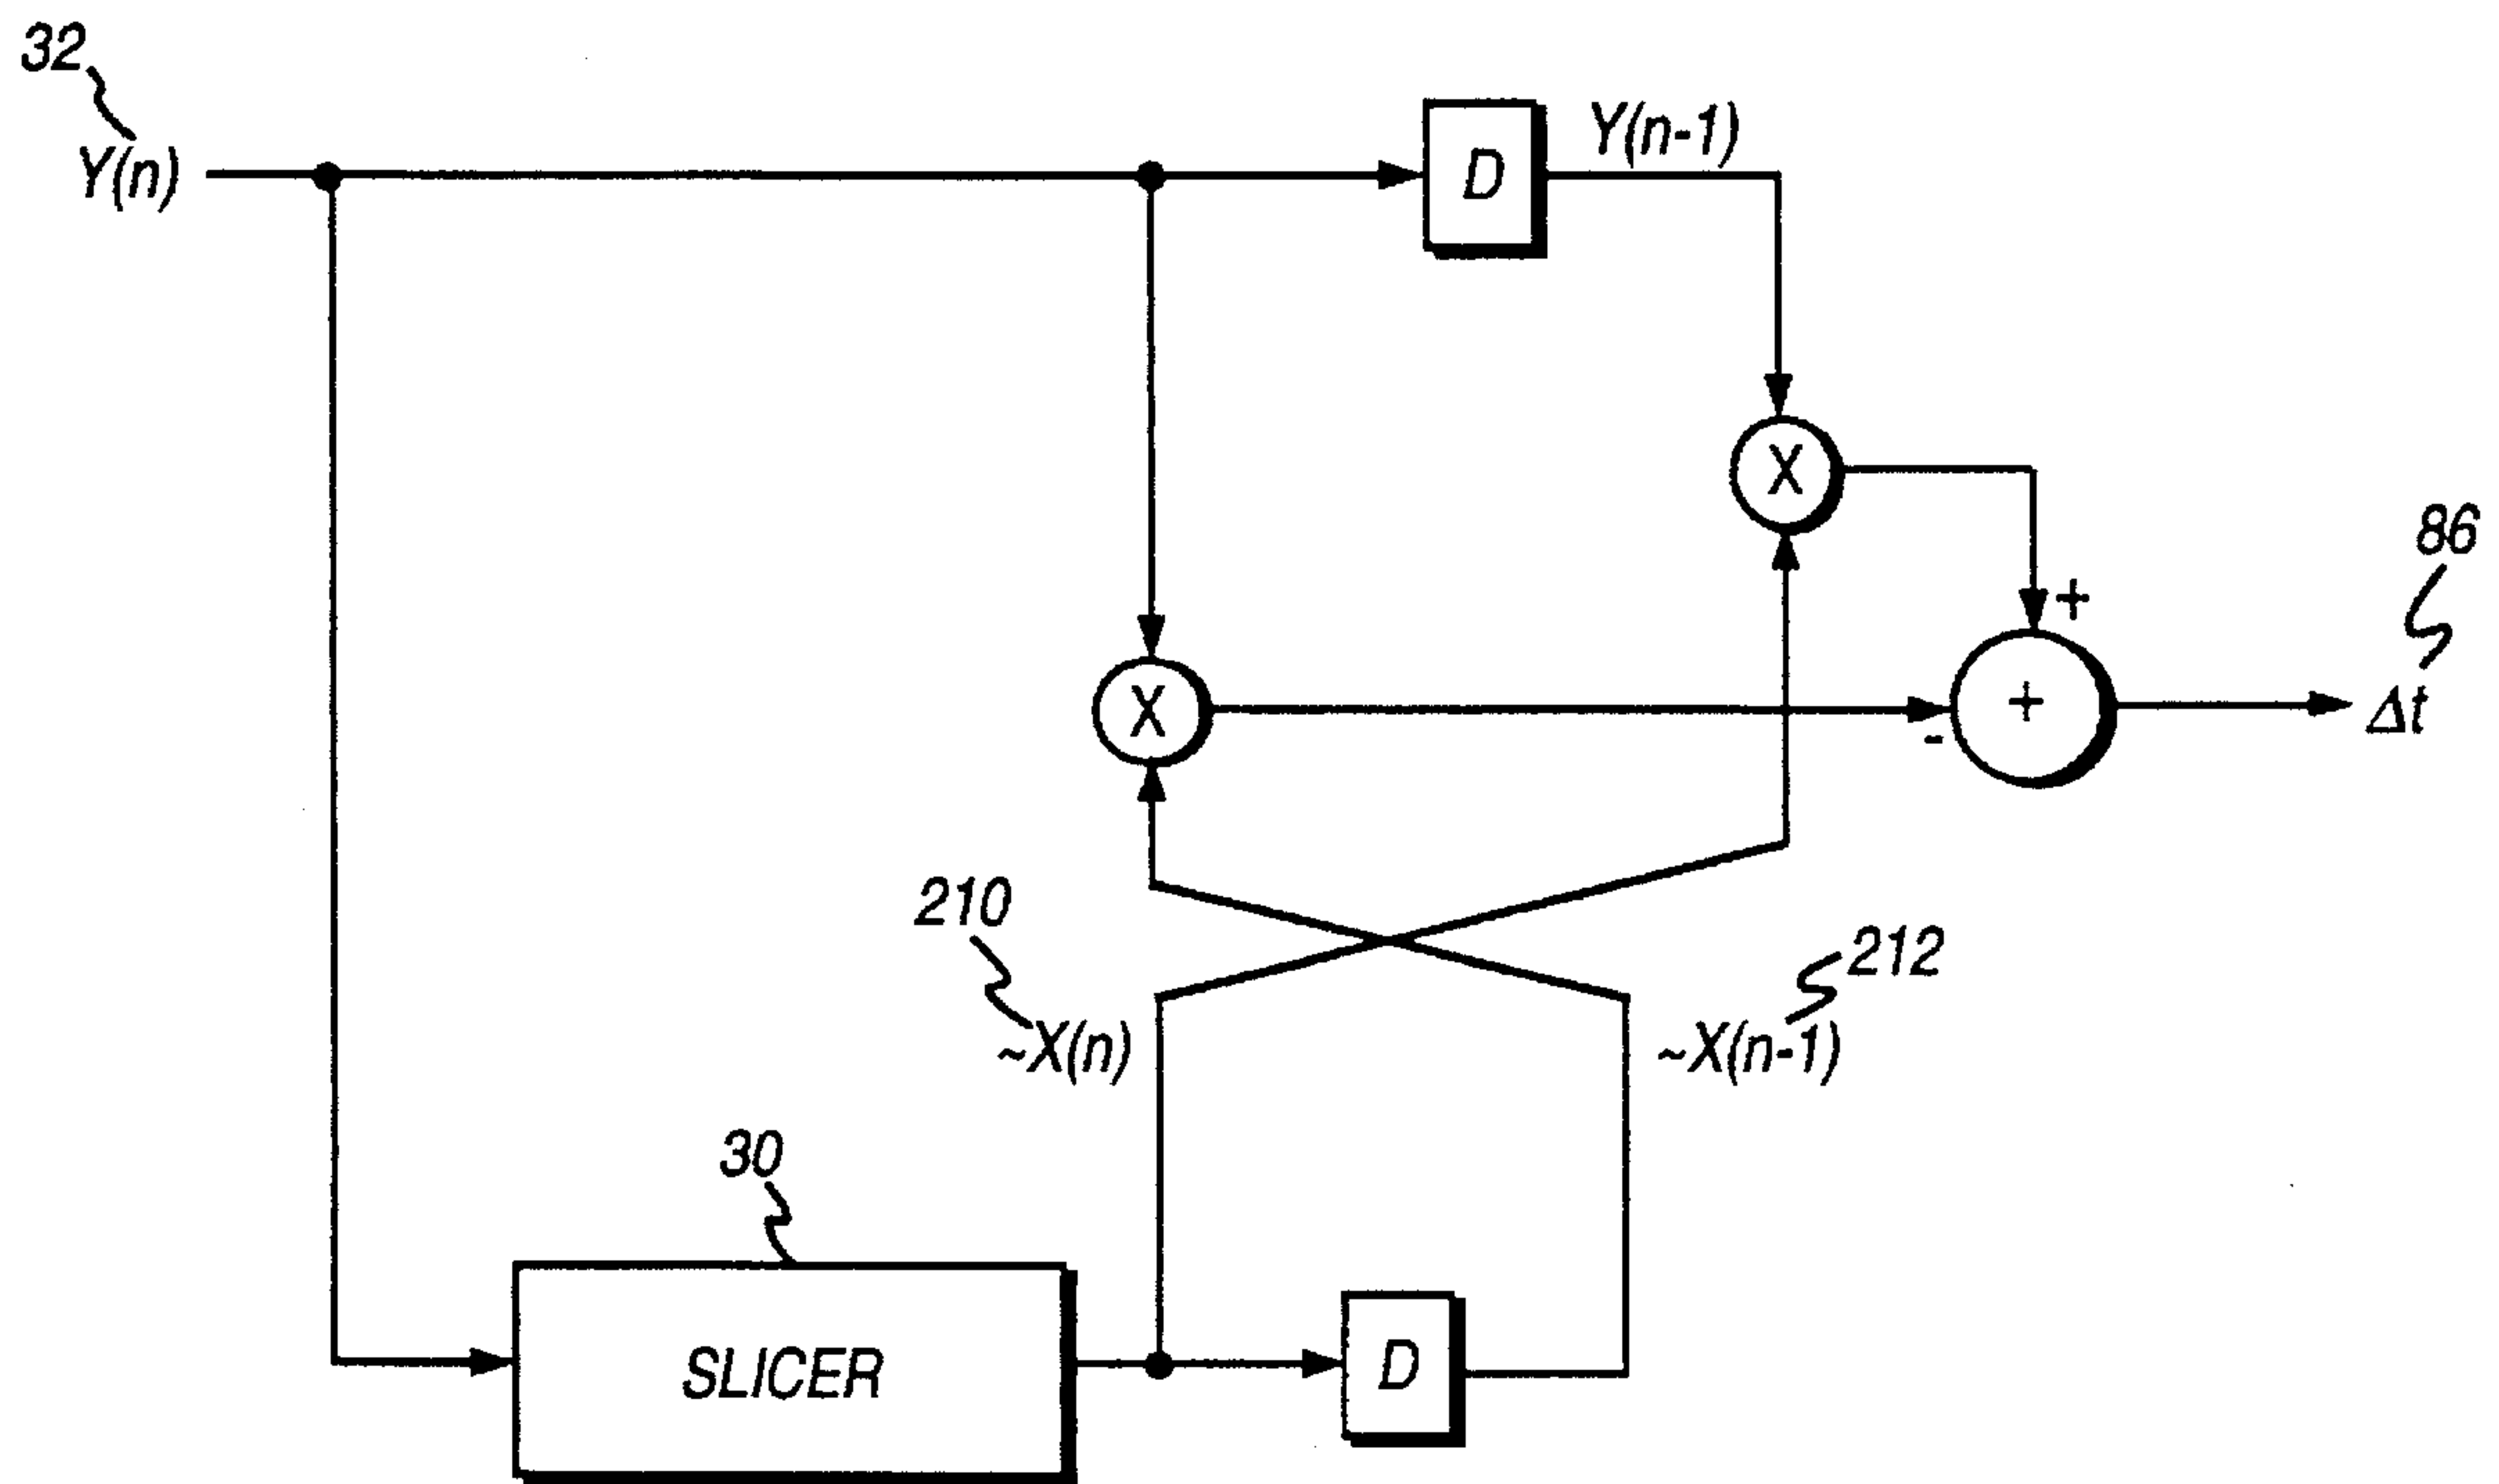 32
Y(n)
D
Y(n-1)
X
86
+
X
+
-
Δt
210
212
~X(n)
~X(n-1)
30
SLICER
D